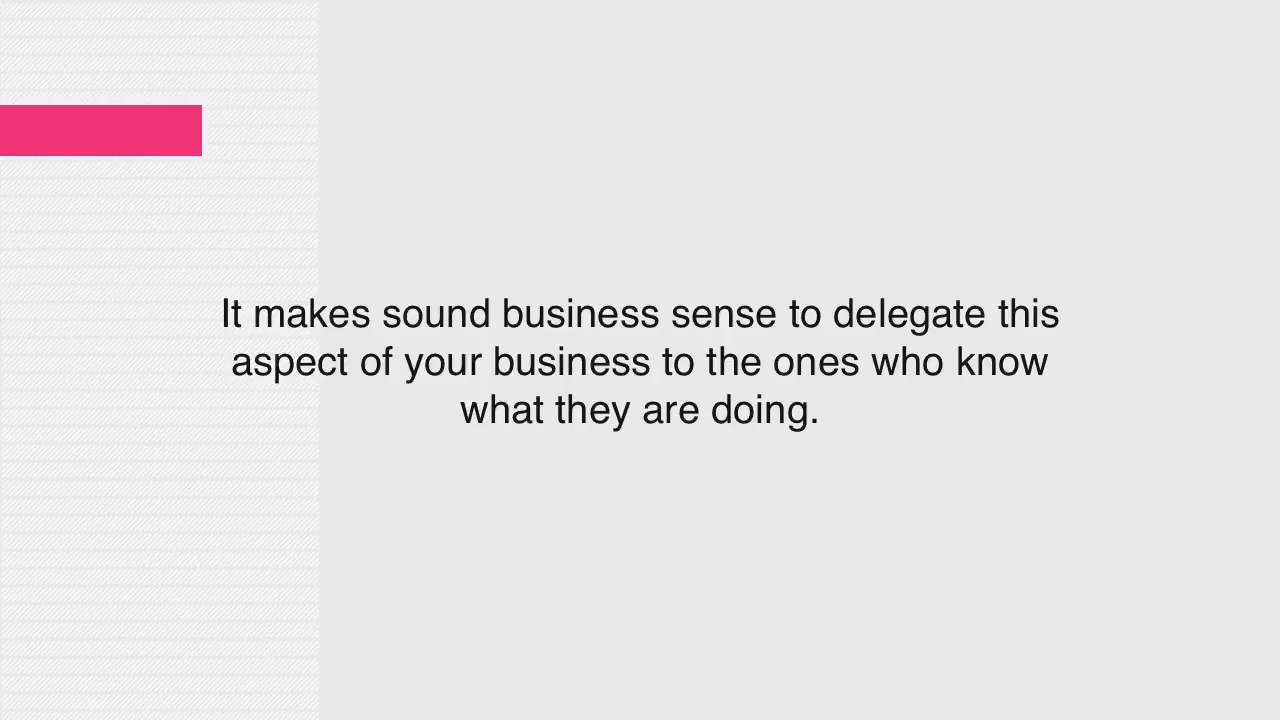 It makes sound business sense to delegate this
aspect of your business to the ones who know
what they are doing.